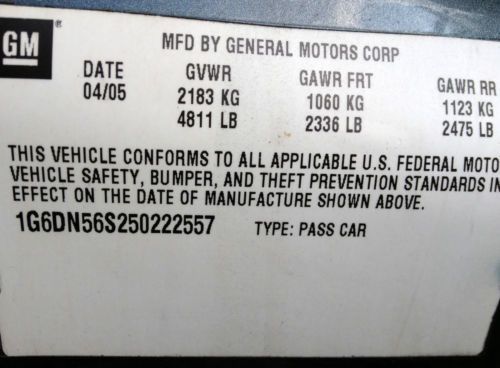 GM
MFD BY GENERAL MOTORS CORP
DATE GVWR GAWR FRT GAWR RR
04/05 2183 KG 1060 KG 1123 KG
4811 LB 2336 LB 2475 LB
THIS VEHICLE CONFORMS TO ALL APPLICABLE U.S. FEDERAL MOTO
VEHICLE SAFETY, BUMPER, AND THEFT PREVENTION STANDARDS IN
EFFECT ON THE DATE OF MANUFACTURE SHOWN ABOVE.
1G6DN56S250222557 TYPE: PASS CAR